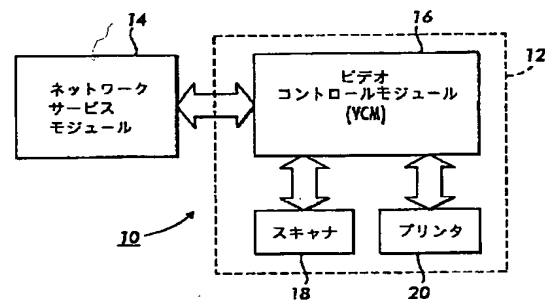 14
ネットワーク
サービス
モジュール
16
ビデオ
コントロールモジュール
(VCM)
12
10
スキャナ
18
プリンタ
20